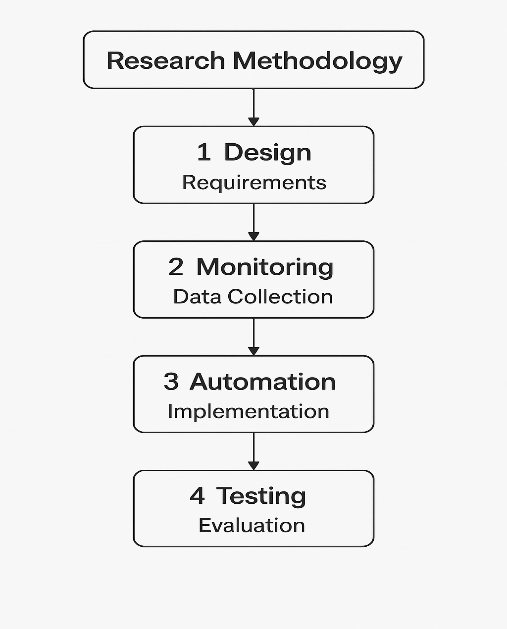 Research Methodology
1 Design
Requirements
2 Monitoring
Data Collection
3 Automation
Implementation
4 Testing
Evaluation